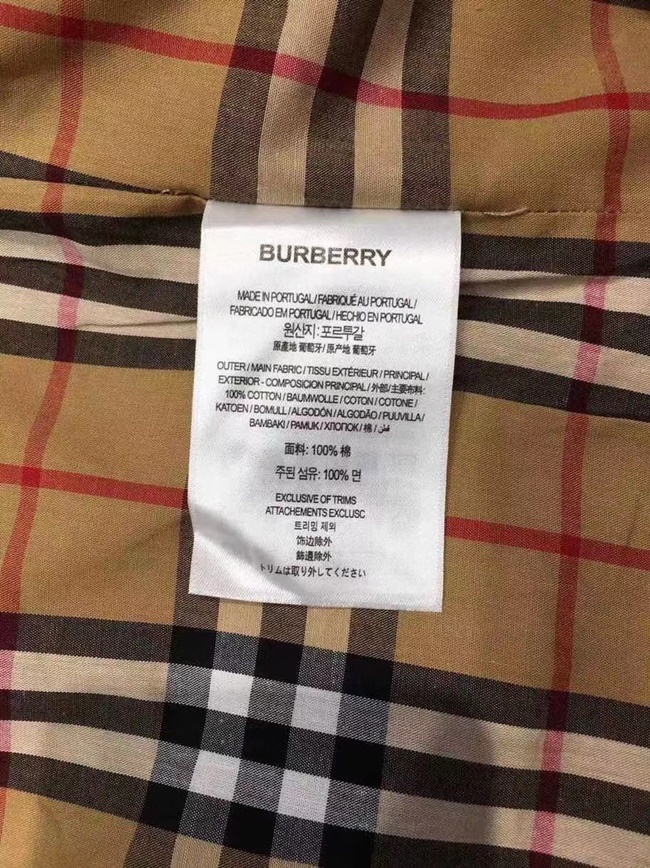 BURBERRY
MADE IN PORTUGAL/FABRIQUÉ AU PORTUGAL/
FABRICADO EM PORTUGAL/HECHO EN PORTUGAL
원산지:포르투갈
原產地 葡萄牙/原产地 葡萄牙
OUTER/MAIN FABRIC/TISSU EXTÉRIEUR/PRINCIPAL/
EXTERIOR-COMPOSICION PRINCIPAL/外部/主要布料:
100% COTTON/BAUMWOLLE/COTON/COTONE/
KATOEN/BOMULL/ALGODÓN/ALGODÃO/PUUVILLA/
BAMBAKI/PAMUK/ХЛОПОК/棉/قطن
面料: 100% 棉
주된 섬유: 100% 면
EXCLUSIVE OF TRIMS
ATTACHEMENTS EXCLUSC
트리밍 제외
饰边除外
飾邊除外
トリムは取り外してください